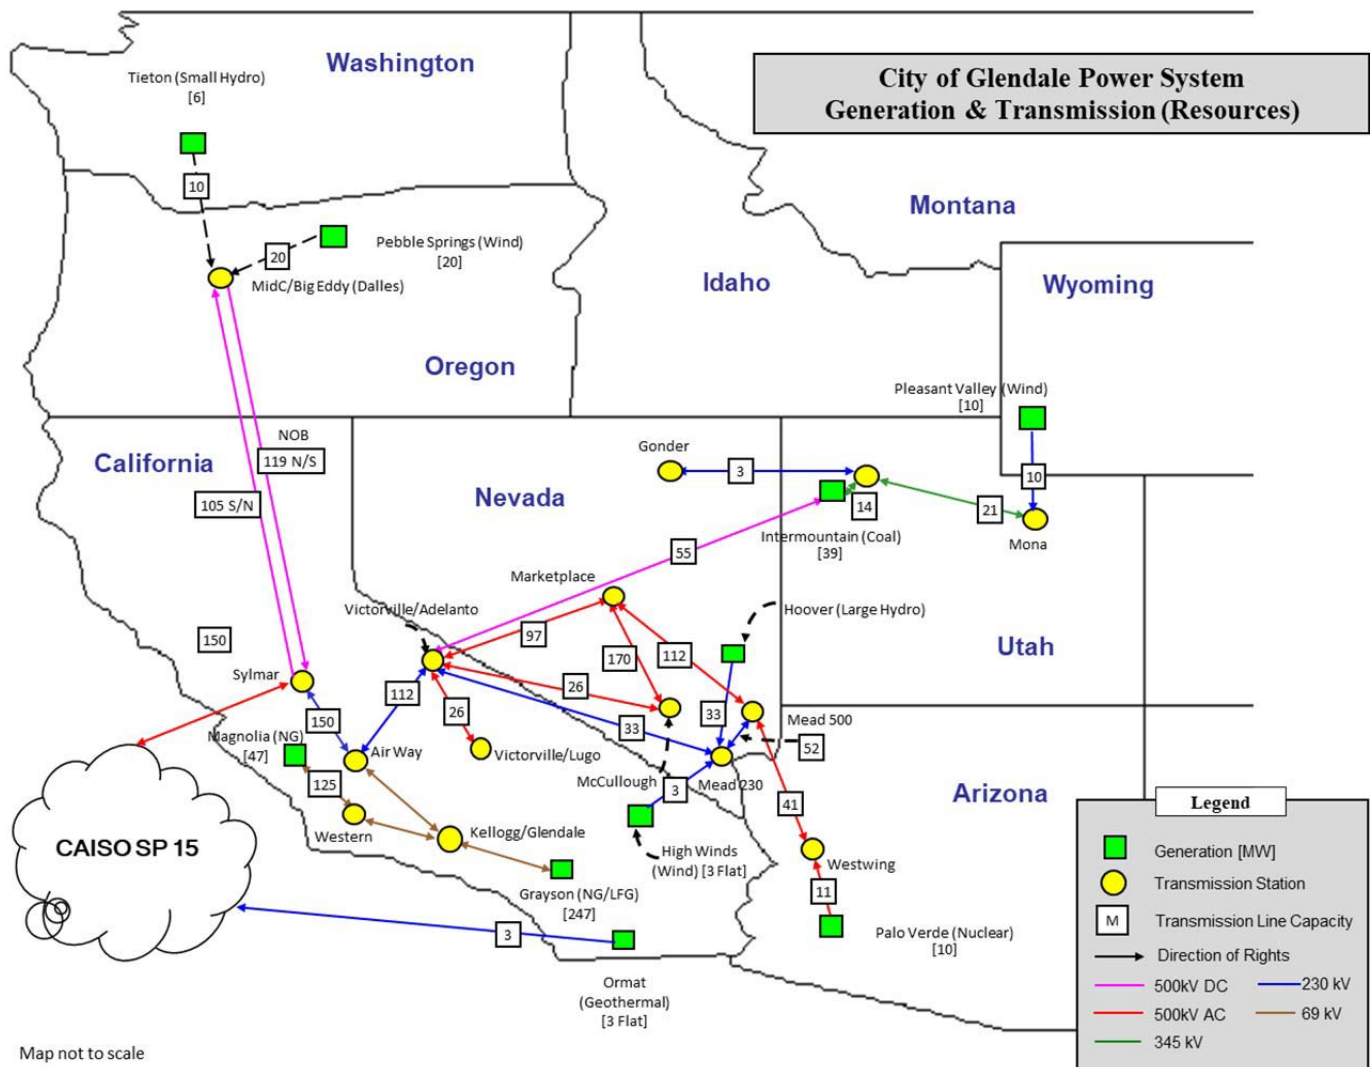 City of Glendale Power System
Generation & Transmission (Resources)
Washington
Tieton (Small Hydro)
[6]
10
Montana
Pebble Springs (Wind)
[20]
20
MidC/Big Eddy (Dalles)
Idaho
Wyoming
Oregon
Pleasant Valley (Wind)
[10]
NOB
119 N/S
105 S/N
California
Gonder
3
10
Nevada
14
21
Intermountain (Coal)
[39]
Mona
55
Marketplace
Victorville/Adelanto
Hoover (Large Hydro)
97
150
170
112
Utah
Sylmar
112
26
26
33
33
Mead 500
150
52
Magnolia (NG)
[47]
Air Way
Victorville/Lugo
McCullough
Mead 230
125
3
Arizona
41
Western
Kellogg/Glendale
CAISO SP 15
High Winds
(Wind) [3 Flat]
Westwing
Grayson (NG/LFG)
[247]
11
3
Palo Verde (Nuclear)
[10]
Ormat
(Geothermal)
[3 Flat]
Legend
Generation [MW]
Transmission Station
M
Transmission Line Capacity
Direction of Rights
500kV DC
230 kV
500kV AC
69 kV
345 kV
Map not to scale